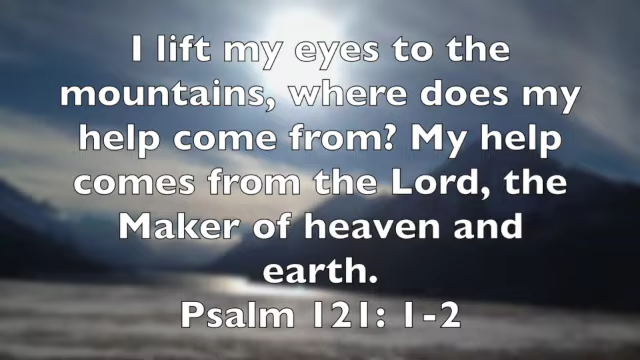 I lift my eyes to the
mountains, where does my
help come from? My help
comes from the Lord, the
Maker of heaven and
earth.
Psalm 121: 1-2